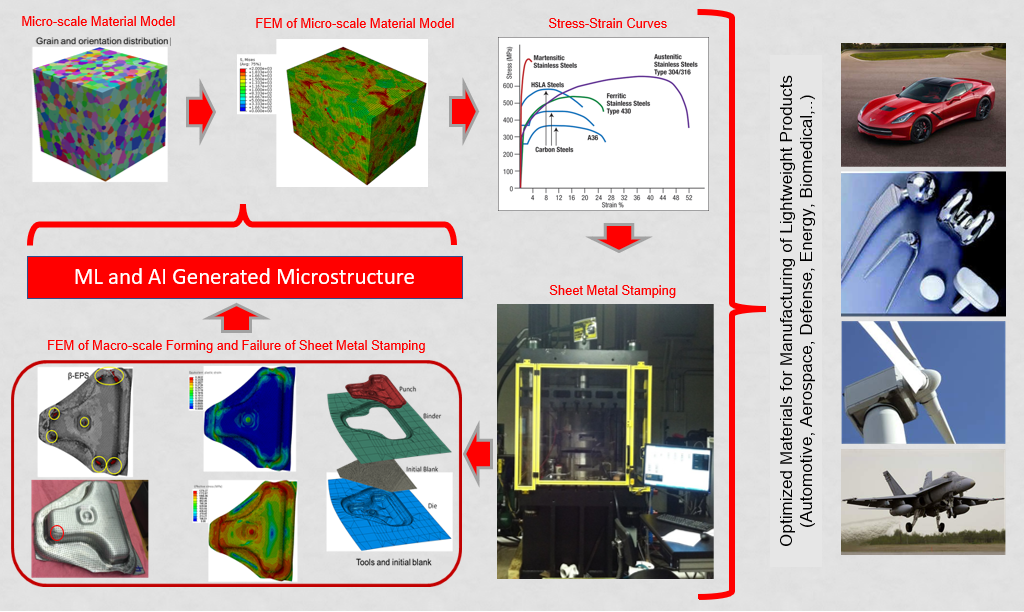 Micro-scale Material Model
Grain and orientation distribution
FEM of Micro-scale Material Model
S, Mises
(Avg: 75%)
Stress-Strain Curves
Stress (MPa)
600
500
400
300
200
100
0
Martensitic
Stainless Steels
Austenitic
Stainless Steels
Type 304/316
HSLA Steels
Ferritic
Stainless Steels
Type 430
A36
Carbon Steels
4 8 12 16 20 24 28 32 36 40 44 48 52
Strain %
ML and AI Generated Microstructure
Sheet Metal Stamping
FEM of Macro-scale Forming and Failure of Sheet Metal Stamping
β-EPS
Punch
Binder
Initial Blank
Die
Tools and initial blank
Optimized Materials for Manufacturing of Lightweight Products
(Automotive, Aerospace, Defense, Energy, Biomedical,..)